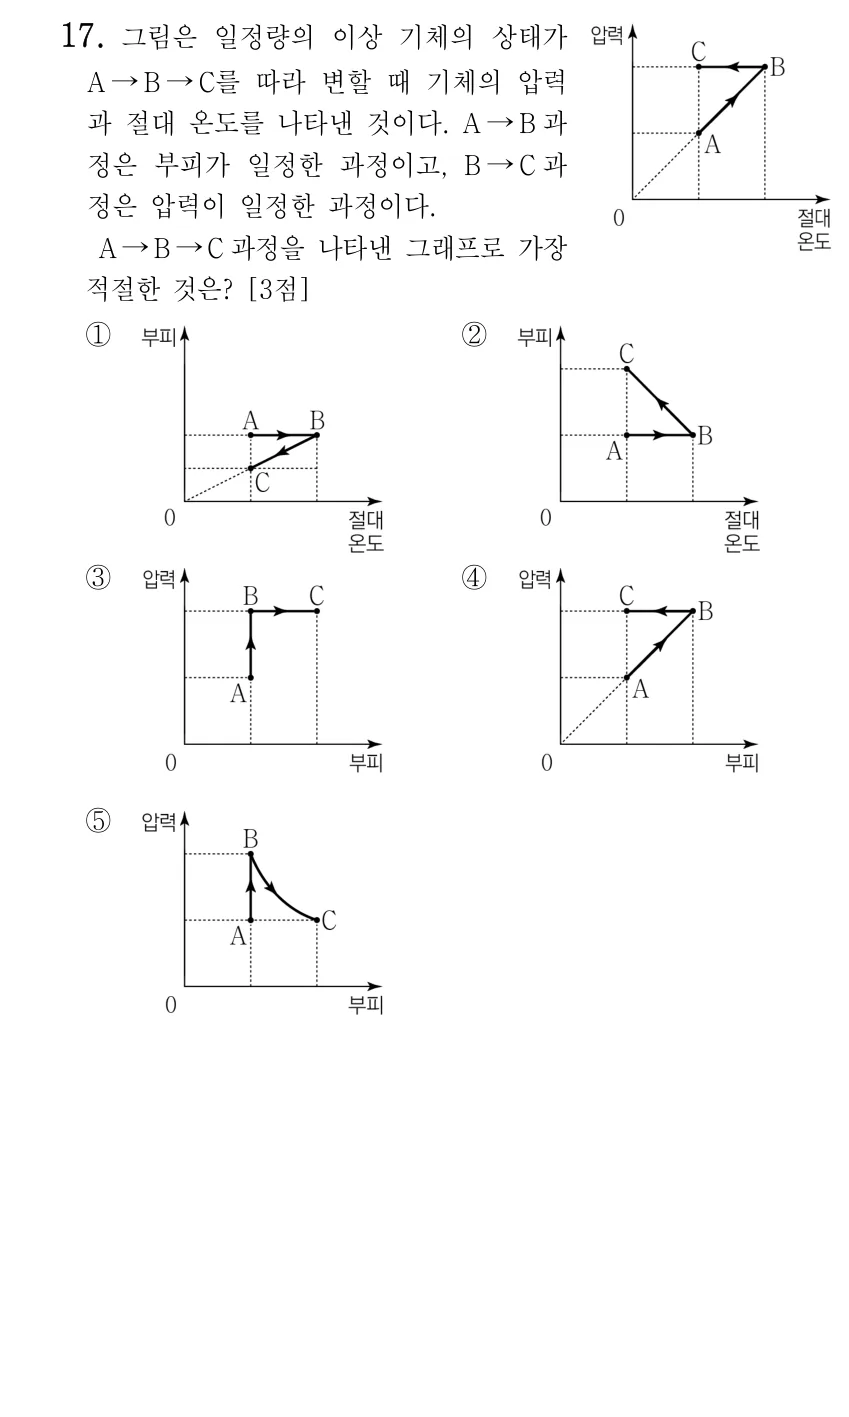 17. 그림은 일정량의 이상 기체의 상태가
A→B→C를 따라 변할 때 기체의 압력
과 절대 온도를 나타낸 것이다. A→B과
정은 부피가 일정한 과정이고, B→C과
정은 압력이 일정한 과정이다.
A→B→C과정을 나타낸 그래프로 가장
적절한 것은? [3점]
압력
C
B
A
0
절대
온도
①
부피
A
B
C
0
절대
온도
②
부피
C
B
A
0
절대
온도
③
압력
B
C
A
0
부피
④
압력
C
B
A
0
부피
⑤
압력
B
A
C
0
부피